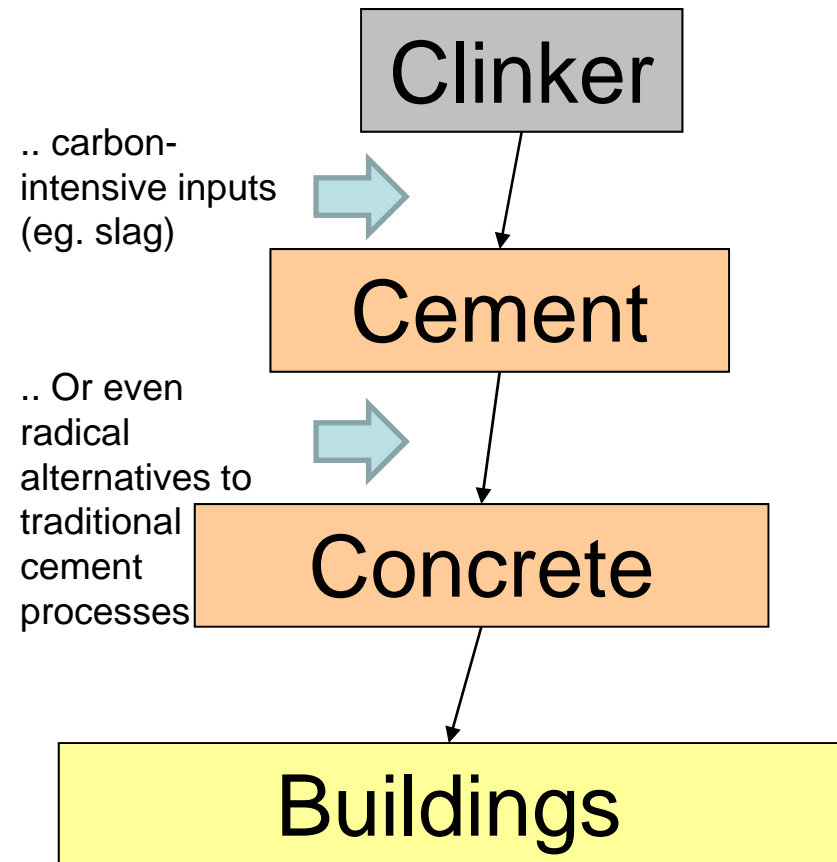 Clinker
.. carbon-
intensive inputs
(eg. slag)
Cement
.. Or even
radical
alternatives to
traditional
cement
processes
Concrete
Buildings